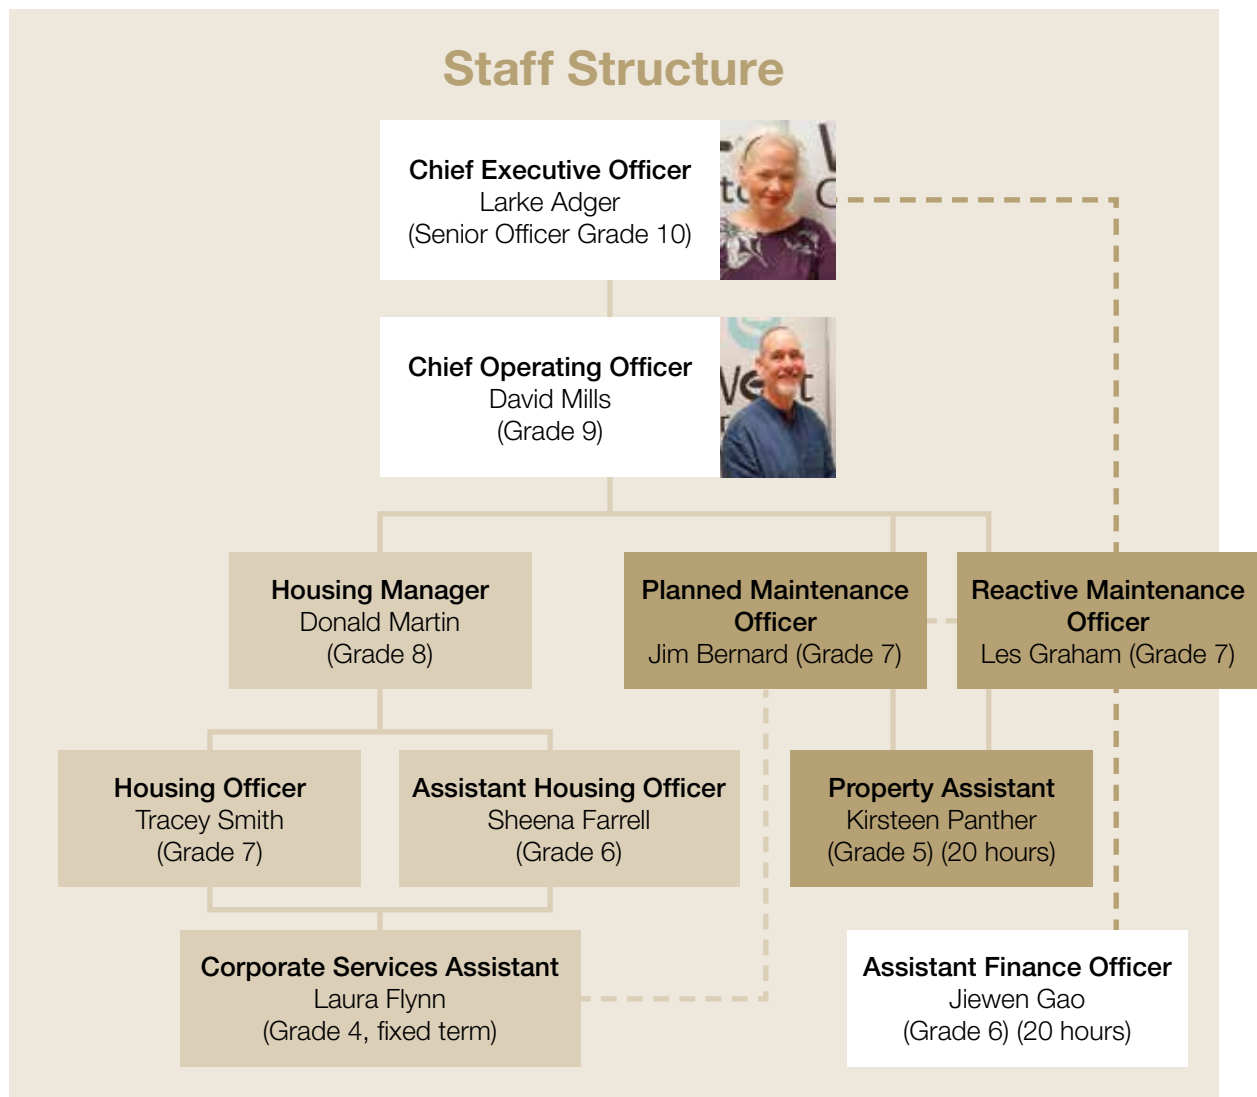 Staff Structure
Chief Executive Officer
Larke Adger
(Senior Officer Grade 10)
Chief Operating Officer
David Mills
(Grade 9)
Housing Manager
Donald Martin
(Grade 8)
Planned Maintenance
Officer
Jim Bernard (Grade 7)
Reactive Maintenance
Officer
Les Graham (Grade 7)
Housing Officer
Tracey Smith
(Grade 7)
Assistant Housing Officer
Sheena Farrell
(Grade 6)
Property Assistant
Kirsteen Panther
(Grade 5) (20 hours)
Corporate Services Assistant
Laura Flynn
(Grade 4, fixed term)
Assistant Finance Officer
Jiewen Gao
(Grade 6) (20 hours)